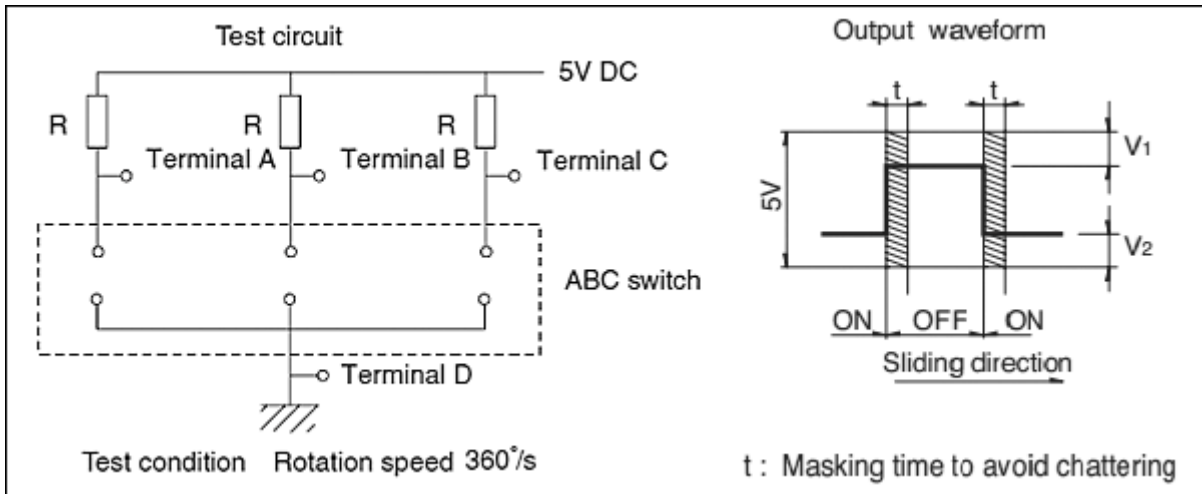 Test circuit
5V DC
R
R
R
Terminal A
Terminal B
Terminal C
ABC switch
Terminal D
Test condition Rotation speed 360°/s
Output waveform
t
t
V1
5V
V2
ON OFF ON
Sliding direction
t : Masking time to avoid chattering